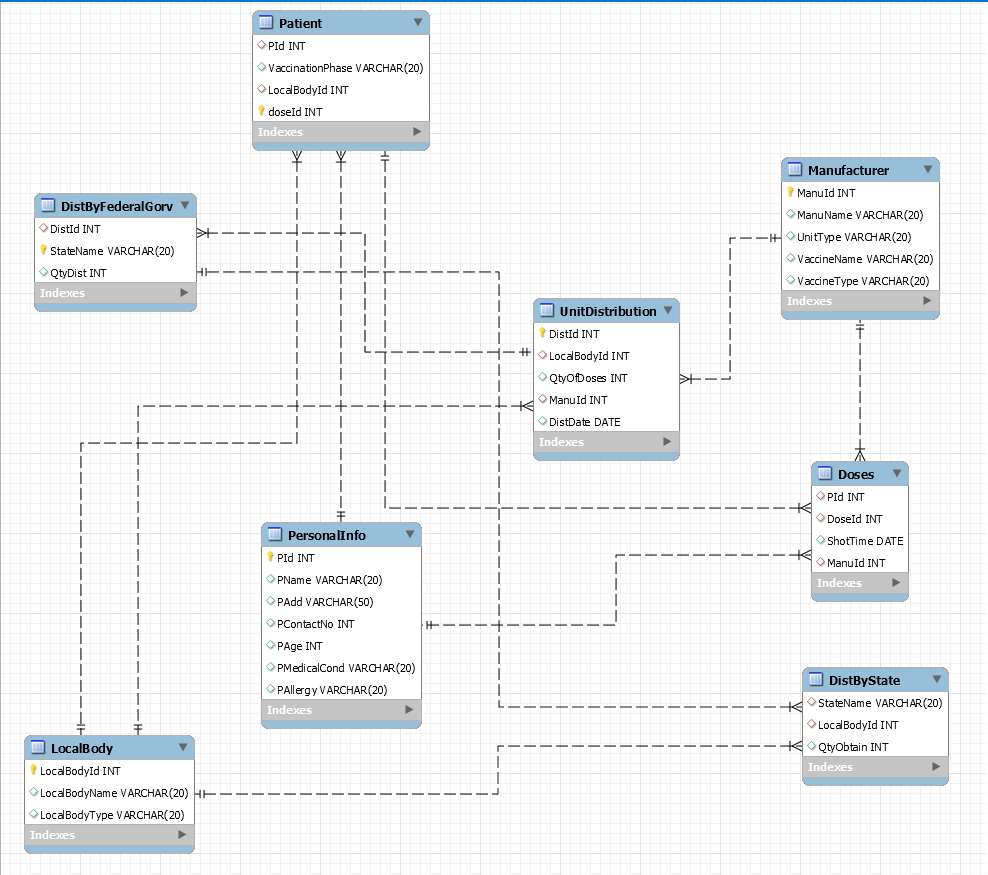 Patient
PId INT
VaccinationPhase VARCHAR(20)
LocalBodyId INT
doseId INT
Indexes
DistByFederalGorv
DistId INT
StateName VARCHAR(20)
QtyDist INT
Indexes
Manufacturer
ManuId INT
ManuName VARCHAR(20)
UnitType VARCHAR(20)
VaccineName VARCHAR(20)
VaccineType VARCHAR(20)
Indexes
UnitDistribution
DistId INT
LocalBodyId INT
QtyOfDoses INT
ManuId INT
DistDate DATE
Indexes
Doses
PId INT
DoseId INT
ShotTime DATE
ManuId INT
Indexes
PersonalInfo
PId INT
PName VARCHAR(20)
PAdd VARCHAR(50)
PContactNo INT
PAge INT
PMedicalCond VARCHAR(20)
PAllergy VARCHAR(20)
Indexes
DistByState
StateName VARCHAR(20)
LocalBodyId INT
QtyObtain INT
Indexes
LocalBody
LocalBodyId INT
LocalBodyName VARCHAR(20)
LocalBodyType VARCHAR(20)
Indexes